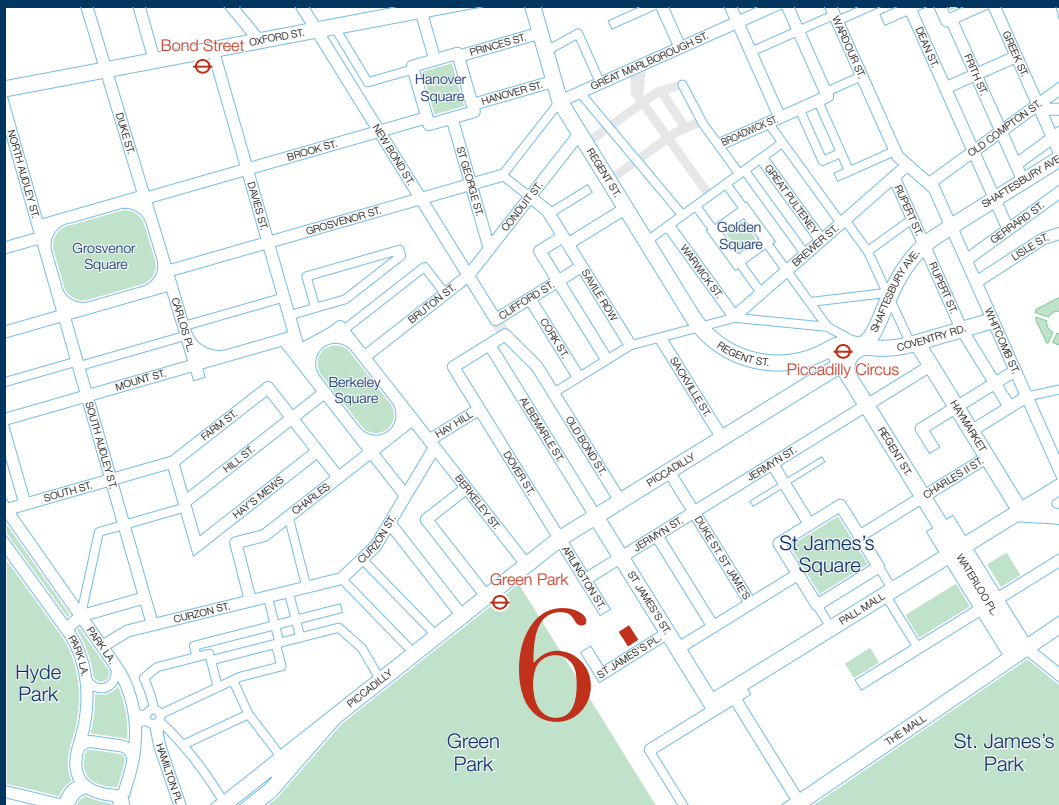 Bond Street
OXFORD ST.
PRINCES ST.
Hanover
Square
HANOVER ST.
GREAT MARLBOROUGH ST.
WARDOUR ST.
DEAN ST.
GREEK ST.
FRITH ST.
OLD COMPTON ST.
BROADWICK ST.
NORTH AUDLEY ST.
DUKE ST.
BROOK ST.
NEW BOND ST.
ST GEORGE ST.
CONDUIT ST.
REGENT ST.
GREAT PULTENEY
SHAFTESBURY AVE
DAVIES ST.
GROSVENOR ST.
RUPERT ST.
GERRARD ST.
LISLE ST.
Golden
Square
BREWER ST.
Grosvenor
Square
WARWICK ST.
SHAFTESBURY AVE.
RUPERT ST.
BRUTON ST.
CLIFFORD ST.
SAVILE ROW
CORK ST.
CARLOS PL.
WHITCOMB ST.
COVENTRY RD.
REGENT ST.
Piccadilly Circus
MOUNT ST.
Berkeley
Square
SACKVILLE ST.
SOUTH AUDLEY ST.
FARM ST.
HAY HILL
ALBEMARLE ST.
OLD BOND ST.
HAYMARKET
HILL ST.
DOVER ST.
PICCADILLY
JERMYN ST.
REGENT ST.
CHARLES II ST.
SOUTH ST.
HAY'S MEWS
CHARLES
BERKELEY ST.
CURZON ST.
JERMYN ST.
DUKE ST. ST. JAMES'S
St James's
Square
ARLINGTON ST.
ST. JAMES'S ST.
Green Park
WATERLOO PL.
PALL MALL
CURZON ST.
PARK LA.
PARK LA.
6
ST JAMES'S PL.
Hyde
Park
PICCADILLY
THE MALL
Green
Park
St. James's
Park
HAMILTON PL.